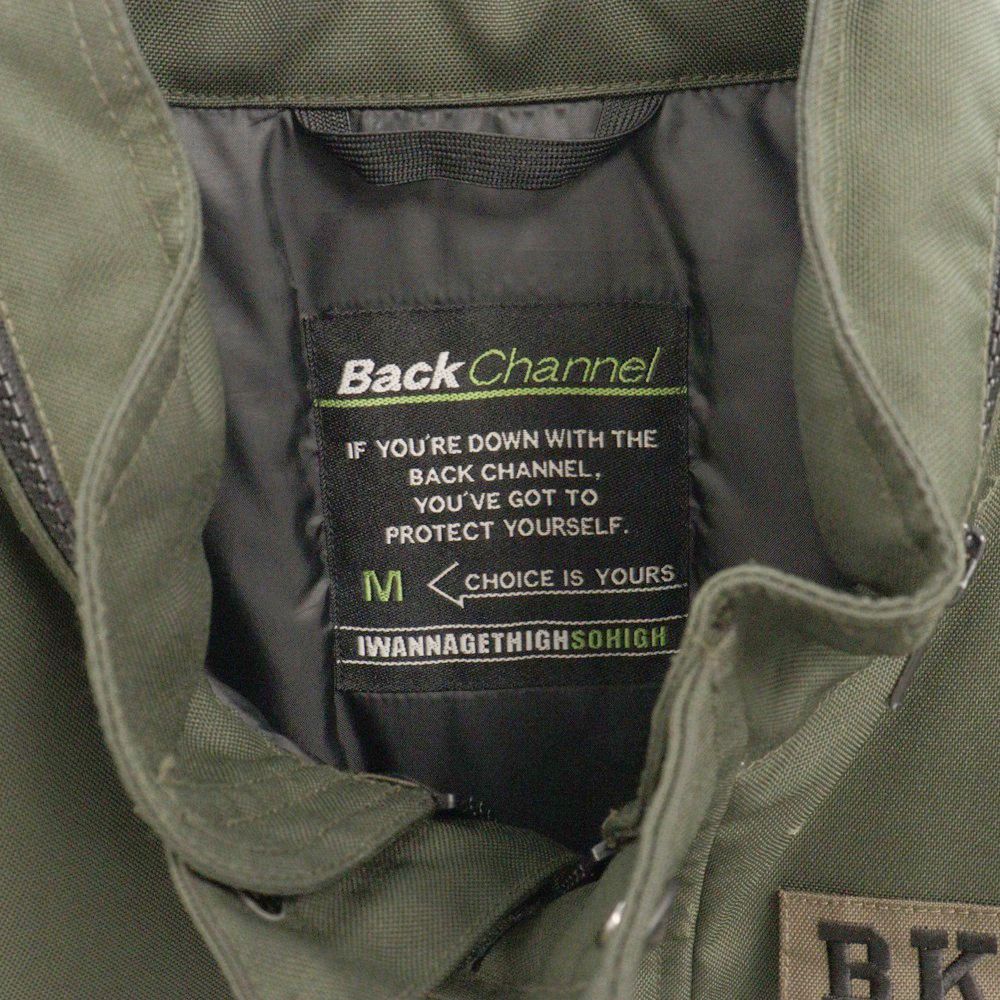 Back Channel
IF YOU'RE DOWN WITH THE
BACK CHANNEL,
YOU'VE GOT TO
PROTECT YOURSELF.
M CHOICE IS YOURS
IWANNAGETHIGHSOHIGH
BK